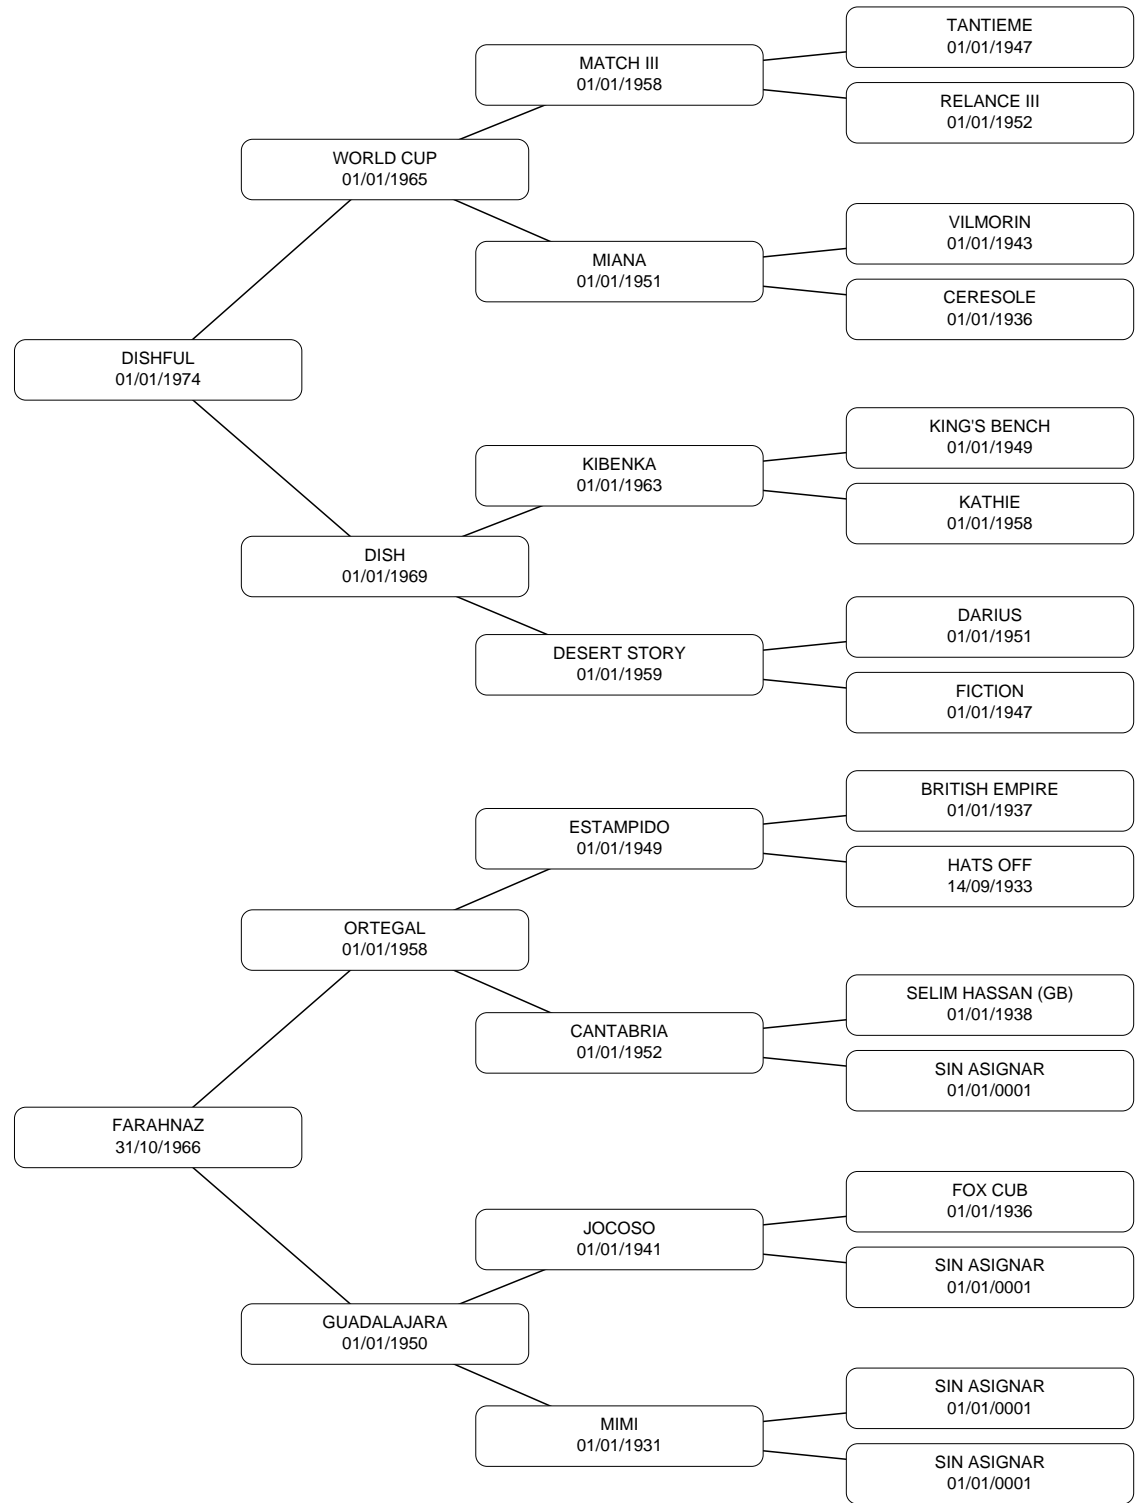 TANTIEME
01/01/1947
MATCH III
01/01/1958
RELANCE III
01/01/1952
WORLD CUP
01/01/1965
VILMORIN
01/01/1943
MIANA
01/01/1951
CERESOLE
01/01/1936
DISHFUL
01/01/1974
KING'S BENCH
01/01/1949
KIBENKA
01/01/1963
KATHIE
01/01/1958
DISH
01/01/1969
DARIUS
01/01/1951
DESERT STORY
01/01/1959
FICTION
01/01/1947
BRITISH EMPIRE
01/01/1937
ESTAMPIDO
01/01/1949
HATS OFF
14/09/1933
ORTEGAL
01/01/1958
SELIM HASSAN (GB)
01/01/1938
CANTABRIA
01/01/1952
SIN ASIGNAR
01/01/0001
FARAHNAZ
31/10/1966
FOX CUB
01/01/1936
JOCOSO
01/01/1941
SIN ASIGNAR
01/01/0001
GUADALAJARA
01/01/1950
SIN ASIGNAR
01/01/0001
MIMI
01/01/1931
SIN ASIGNAR
01/01/0001